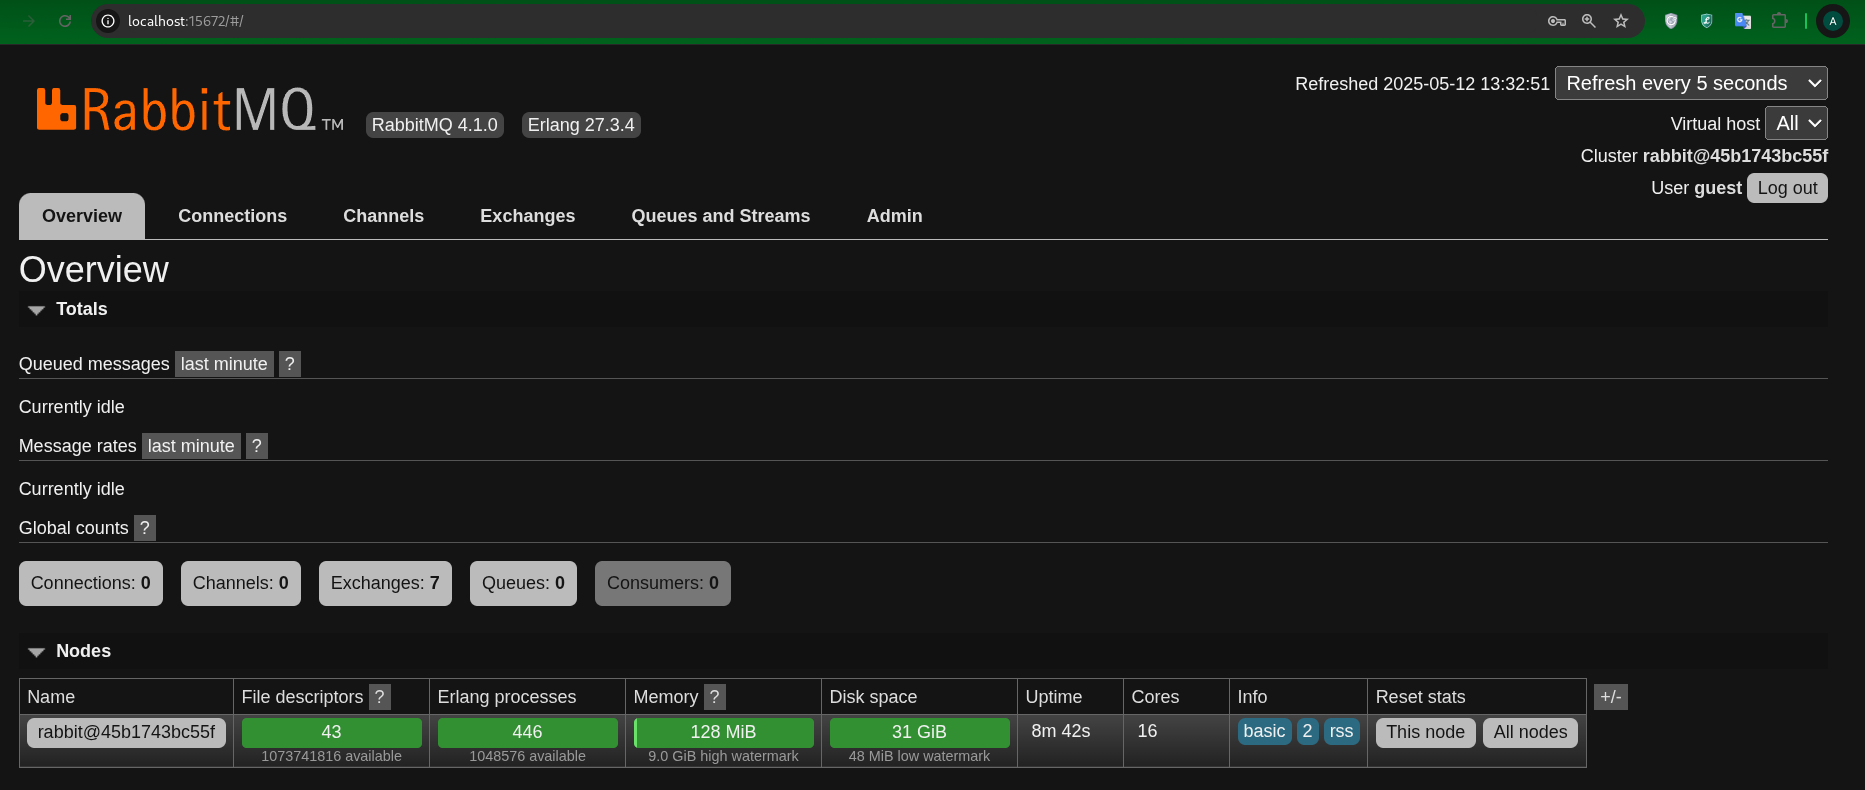 localhost:15672/#/
A
RabbitMQ TM RabbitMQ 4.1.0 Erlang 27.3.4
Refreshed 2025-05-12 13:32:51 Refresh every 5 seconds
Virtual host All
Cluster rabbit@45b1743bc55f
User guest Log out
Overview Connections Channels Exchanges Queues and Streams Admin
Overview
Totals
Queued messages last minute ?
Currently idle
Message rates last minute ?
Currently idle
Global counts ?
Connections: 0 Channels: 0 Exchanges: 7 Queues: 0 Consumers: 0
Nodes
Name File descriptors ? Erlang processes Memory ? Disk space Uptime Cores Info Reset stats +/-
rabbit@45b1743bc55f 43 446 128 MiB 31 GiB 8m 42s 16 basic 2 rss This node All nodes
1073741816 available 1048576 available 9.0 GiB high watermark 48 MiB low watermark